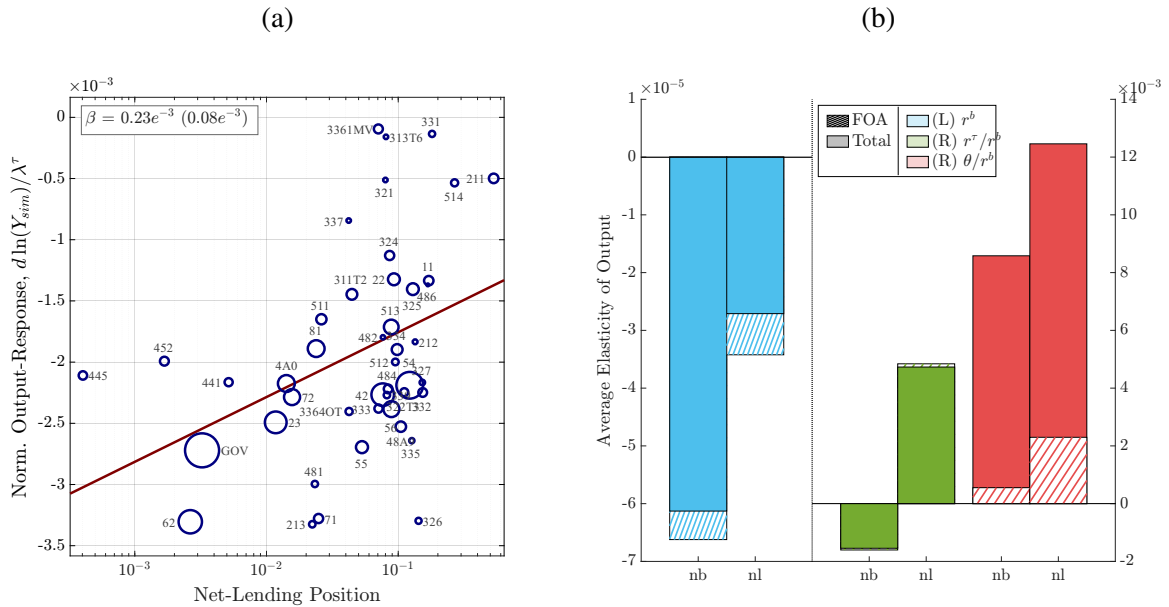 (a)
(b)
×10⁻³
β = 0.23e⁻³ (0.08e⁻³)
Norm. Output-Response, d ln(Y_sim)/λ^τ
0
-0.5
-1
-1.5
-2
-2.5
-3
-3.5
3361MV
313T6
331
321
514
211
337
324
311T2
22
11
486
325
511
513
81
482
534
212
452
445
441
4A0
512
54
484
327
72
42
3364OT
333
322T3
332
23
56
48A9
335
GOV
55
481
62
213
71
326
10⁻³
10⁻²
10⁻¹
Net-Lending Position
×10⁻⁵
Average Elasticity of Output
1
0
-1
-2
-3
-4
-5
-6
-7
FOA
Total
(L) r^b
(R) r^τ/r^b
(R) θ/r^b
×10⁻³
14
12
10
8
6
4
2
0
-2
nb
nl
nb
nl
nb
nl